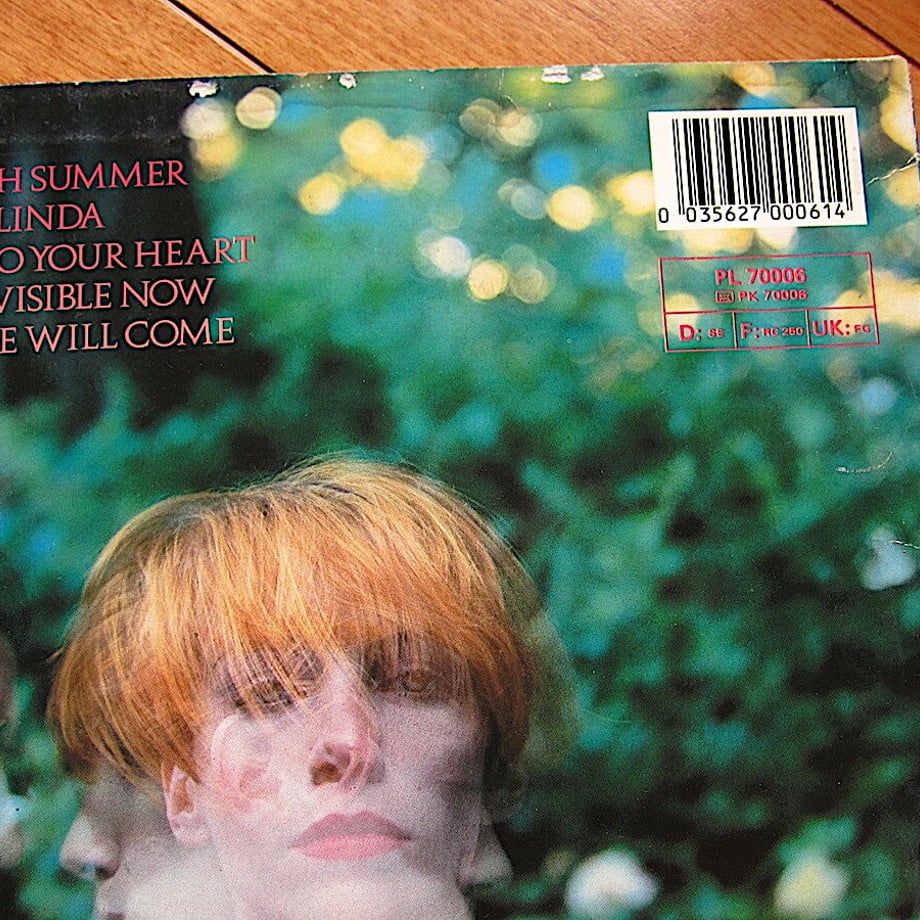 H SUMMER
LINDA
O YOUR HEART
VISIBLE NOW
E WILL COME
0 035627 000614
PL 70006
PK 70006
D: S5 F: RC 250 UK: FG